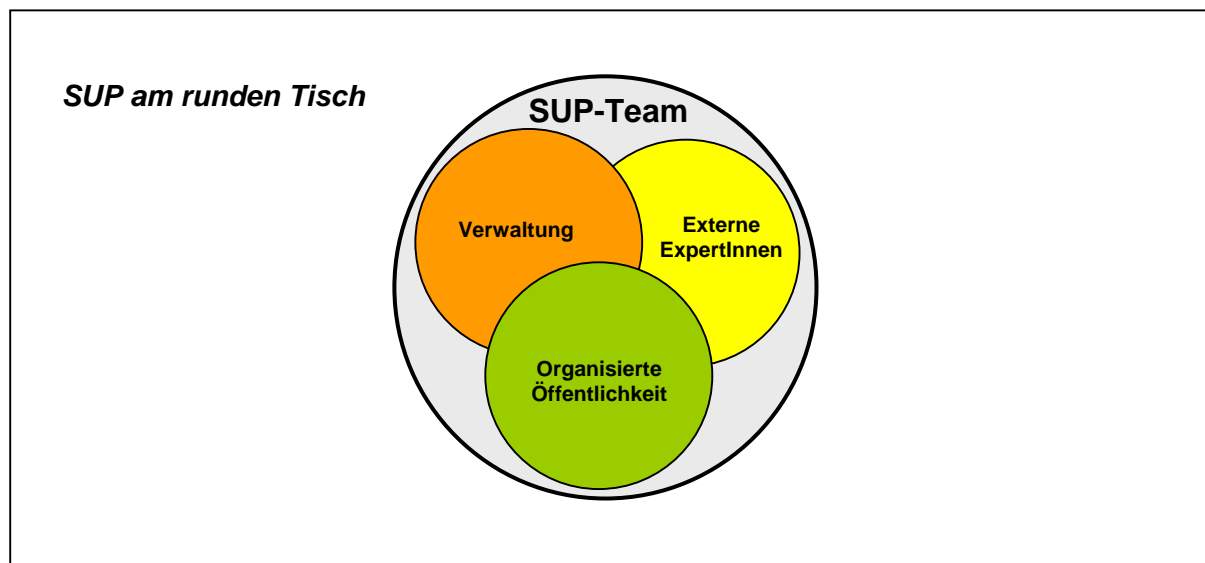 SUP am runden Tisch
SUP-Team
Verwaltung
Externe
ExpertInnen
Organisierte
Öffentlichkeit